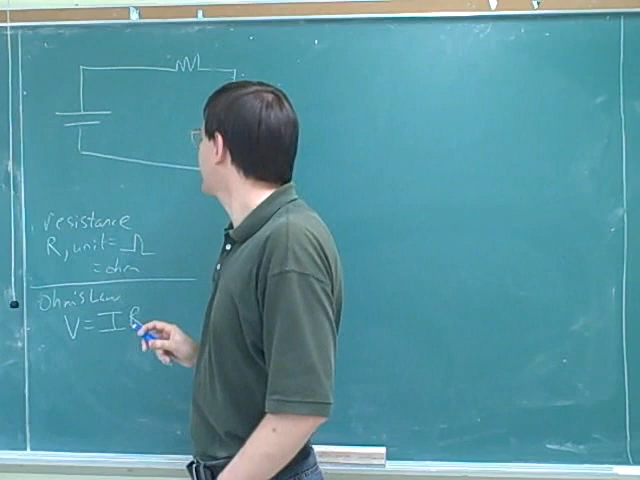 resistance
R, unit = Ω
= ohm
Ohm's Law
V = I R